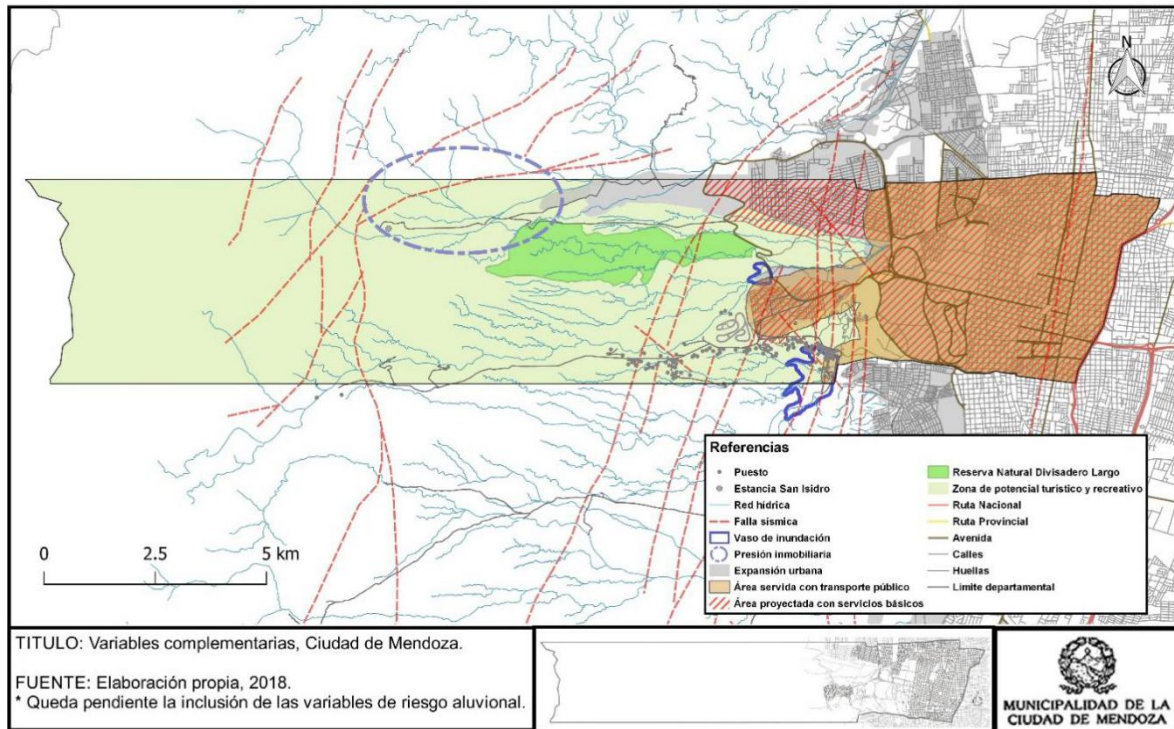 N
Referencias
Puesto
Estancia San Isidro
Red hídrica
Falla sísmica
Vaso de inundación
Presión inmobiliaria
Expansión urbana
Área servida con transporte público
Área proyectada con servicios básicos
Reserva Natural Divisadero Largo
Zona de potencial turístico y recreativo
Ruta Nacional
Ruta Provincial
Avenida
Calles
Huellas
Limite departamental
0 2.5 5 km
TITULO: Variables complementarias, Ciudad de Mendoza.
FUENTE: Elaboración propia, 2018.
* Queda pendiente la inclusión de las variables de riesgo aluvional.
MUNICIPALIDAD DE LA
CIUDAD DE MENDOZA